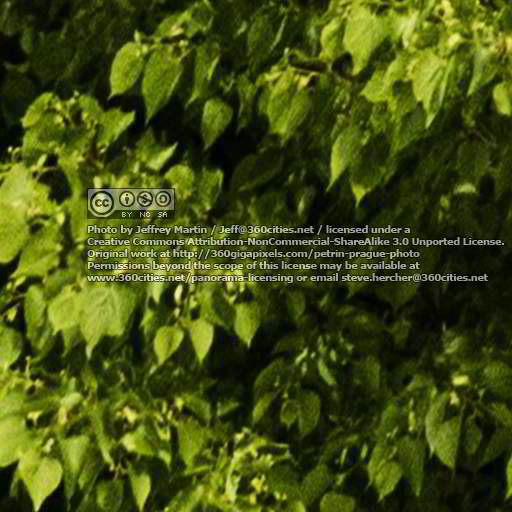 cc BY NC SA
Photo by Jeffrey Martin / Jeff@360cities.net / licensed under a
Creative Commons Attribution-NonCommercial-ShareAlike 3.0 Unported License.
Original work at http://360gigapixels.com/petrin-prague-photo
Permissions beyond the scope of this license may be available at
www.360cities.net/panorama-licensing or email steve.hercher@360cities.net